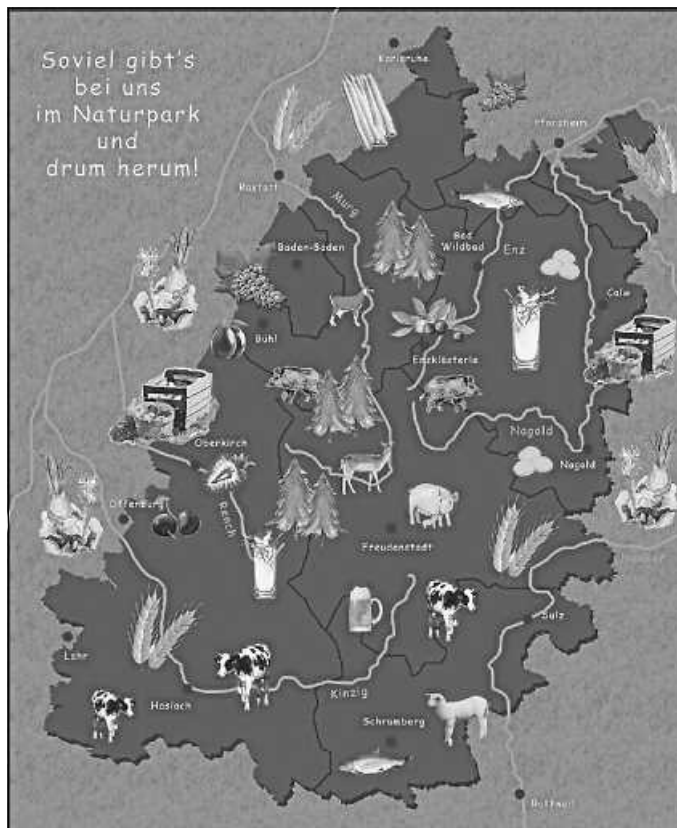 Soviel gibt's
bei uns
im Naturpark
und
drum herum!
Karlsruhe
Pforzheim
Rastatt
Murg
Baden-Baden
Bad
Wildbad
Enz
Calw
Bühl
Enzklösterle
Oberkirch
Nagold
Nagold
Offenburg
Rench
Freudenstadt
Sulz
Lahr
Haslach
Kinzig
Schramberg
Rottweil